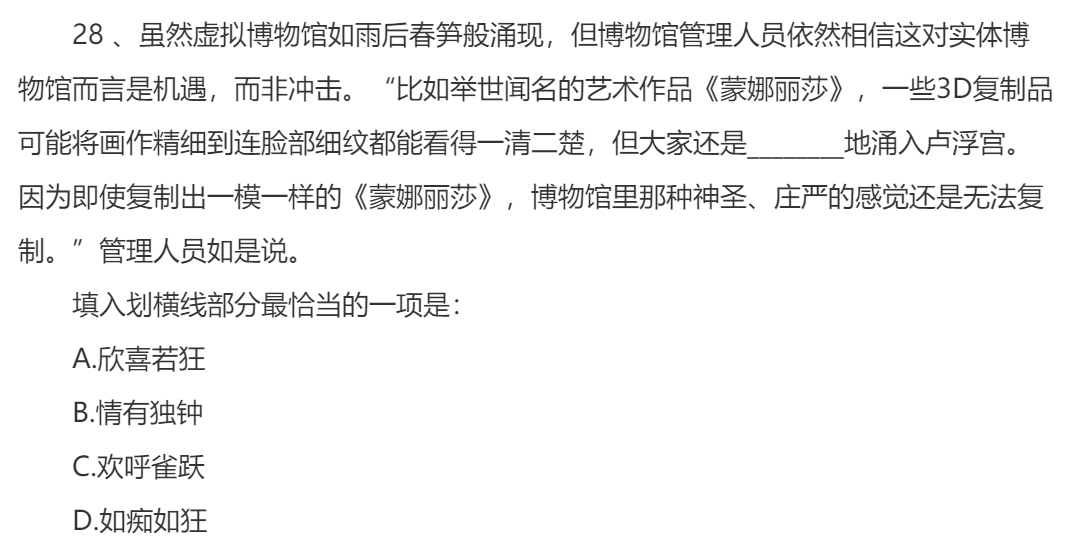 28 、虽然虚拟博物馆如雨后春笋般涌现，但博物馆管理人员依然相信这对实体博
物馆而言是机遇，而非冲击。“比如举世闻名的艺术作品《蒙娜丽莎》，一些3D复制品
可能将画作精细到连脸部细纹都能看得一清二楚，但大家还是________地涌入卢浮宫。
因为即使复制出一模一样的《蒙娜丽莎》，博物馆里那种神圣、庄严的感觉还是无法复
制。”管理人员如是说。
填入划横线部分最恰当的一项是：
A.欣喜若狂
B.情有独钟
C.欢呼雀跃
D.如痴如狂